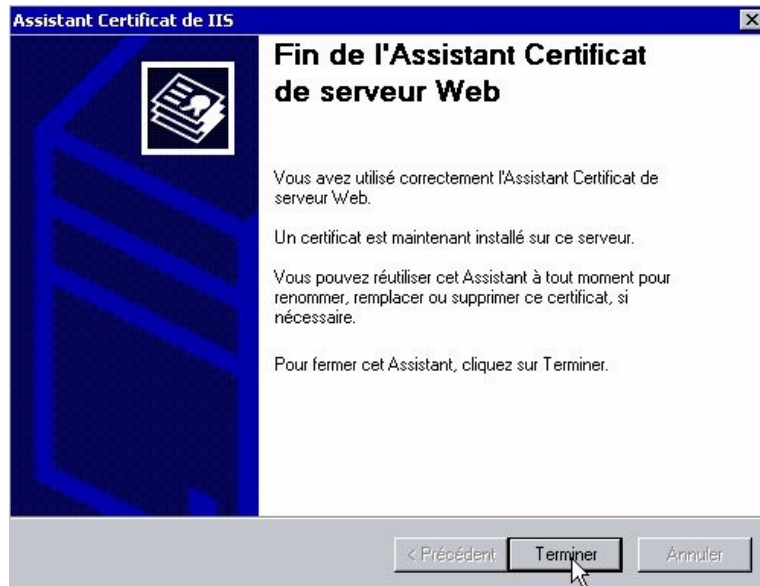 Assistant Certificat de IIS
Fin de l'Assistant Certificat
de serveur Web
Vous avez utilisé correctement l'Assistant Certificat de
serveur Web.
Un certificat est maintenant installé sur ce serveur.
Vous pouvez réutiliser cet Assistant à tout moment pour
renommer, remplacer ou supprimer ce certificat, si
nécessaire.
Pour fermer cet Assistant, cliquez sur Terminer.
< Précédent Terminer Annuler